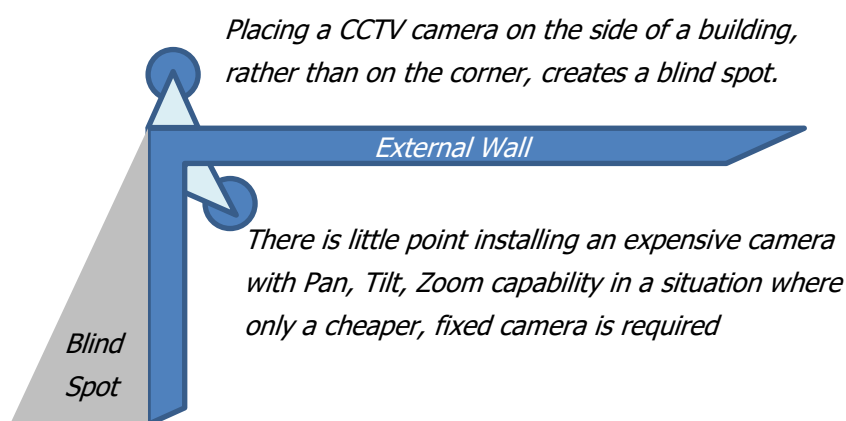 Placing a CCTV camera on the side of a building,
rather than on the corner, creates a blind spot.
External Wall
There is little point installing an expensive camera
with Pan, Tilt, Zoom capability in a situation where
only a cheaper, fixed camera is required
Blind
Spot